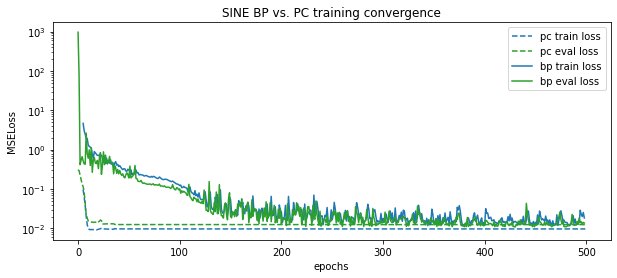 SINE BP vs. PC training convergence
MSELoss
10³
10²
10¹
10⁰
10⁻¹
10⁻²
pc train loss
pc eval loss
bp train loss
bp eval loss
0 100 200 300 400 500
epochs